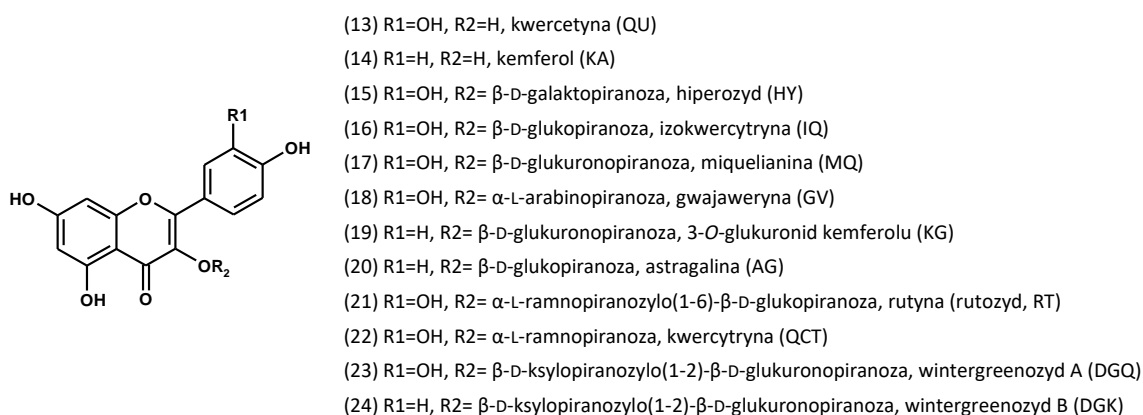 (13) R1=OH, R2=H, kwercetyna (QU)
(14) R1=H, R2=H, kemferol (KA)
(15) R1=OH, R2= β-D-galaktopiranoza, hiperozyd (HY)
(16) R1=OH, R2= β-D-glukopiranoza, izokwercytryna (IQ)
(17) R1=OH, R2= β-D-glukuronopiranoza, miquelianina (MQ)
(18) R1=OH, R2= α-L-arabinopiranoza, gwajaweryna (GV)
(19) R1=H, R2= β-D-glukuronopiranoza, 3-O-glukuronid kemferolu (KG)
(20) R1=H, R2= β-D-glukopiranoza, astragalina (AG)
(21) R1=OH, R2= α-L-ramnopiranozylo(1-6)-β-D-glukopiranoza, rutyna (rutozyd, RT)
(22) R1=OH, R2= α-L-ramnopiranoza, kwercytryna (QCT)
(23) R1=OH, R2= β-D-ksylopiranozylo(1-2)-β-D-glukuronopiranoza, wintergreenozyd A (DGQ)
(24) R1=H, R2= β-D-ksylopiranozylo(1-2)-β-D-glukuronopiranoza, wintergreenozyd B (DGK)
R1
OH
HO
O
OR2
OH
O